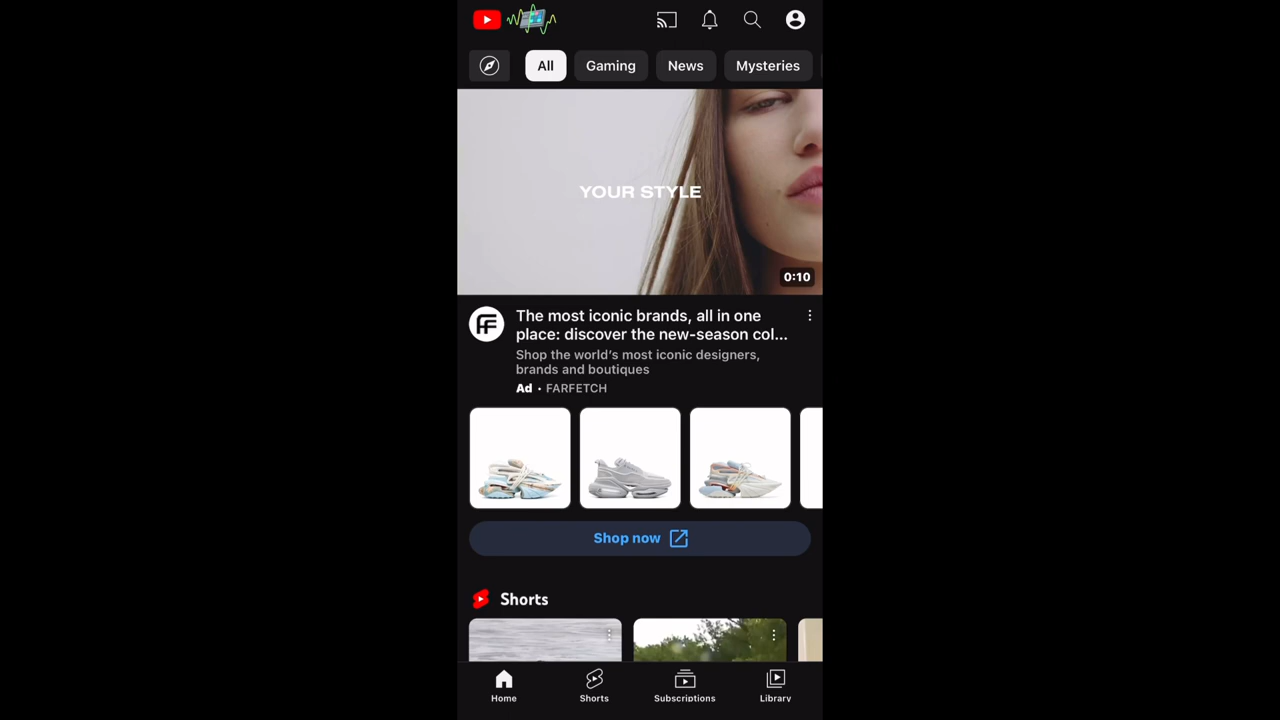 All
Gaming
News
Mysteries
YOUR STYLE
0:10
The most iconic brands, all in one
place: discover the new-season col...
Shop the world's most iconic designers,
brands and boutiques
Ad · FARFETCH
Shop now
Shorts
Home
Shorts
Subscriptions
Library